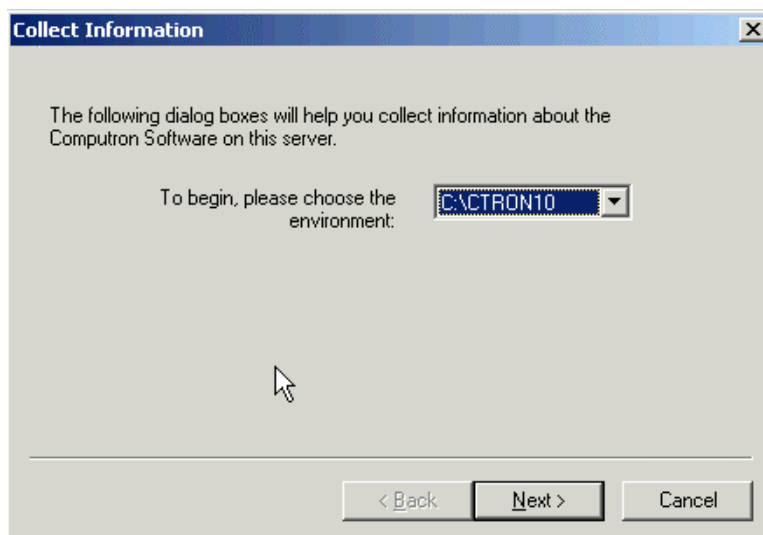 Collect Information
The following dialog boxes will help you collect information about the
Computron Software on this server.
To begin, please choose the
environment:
C:\CTRON10
< Back
Next >
Cancel